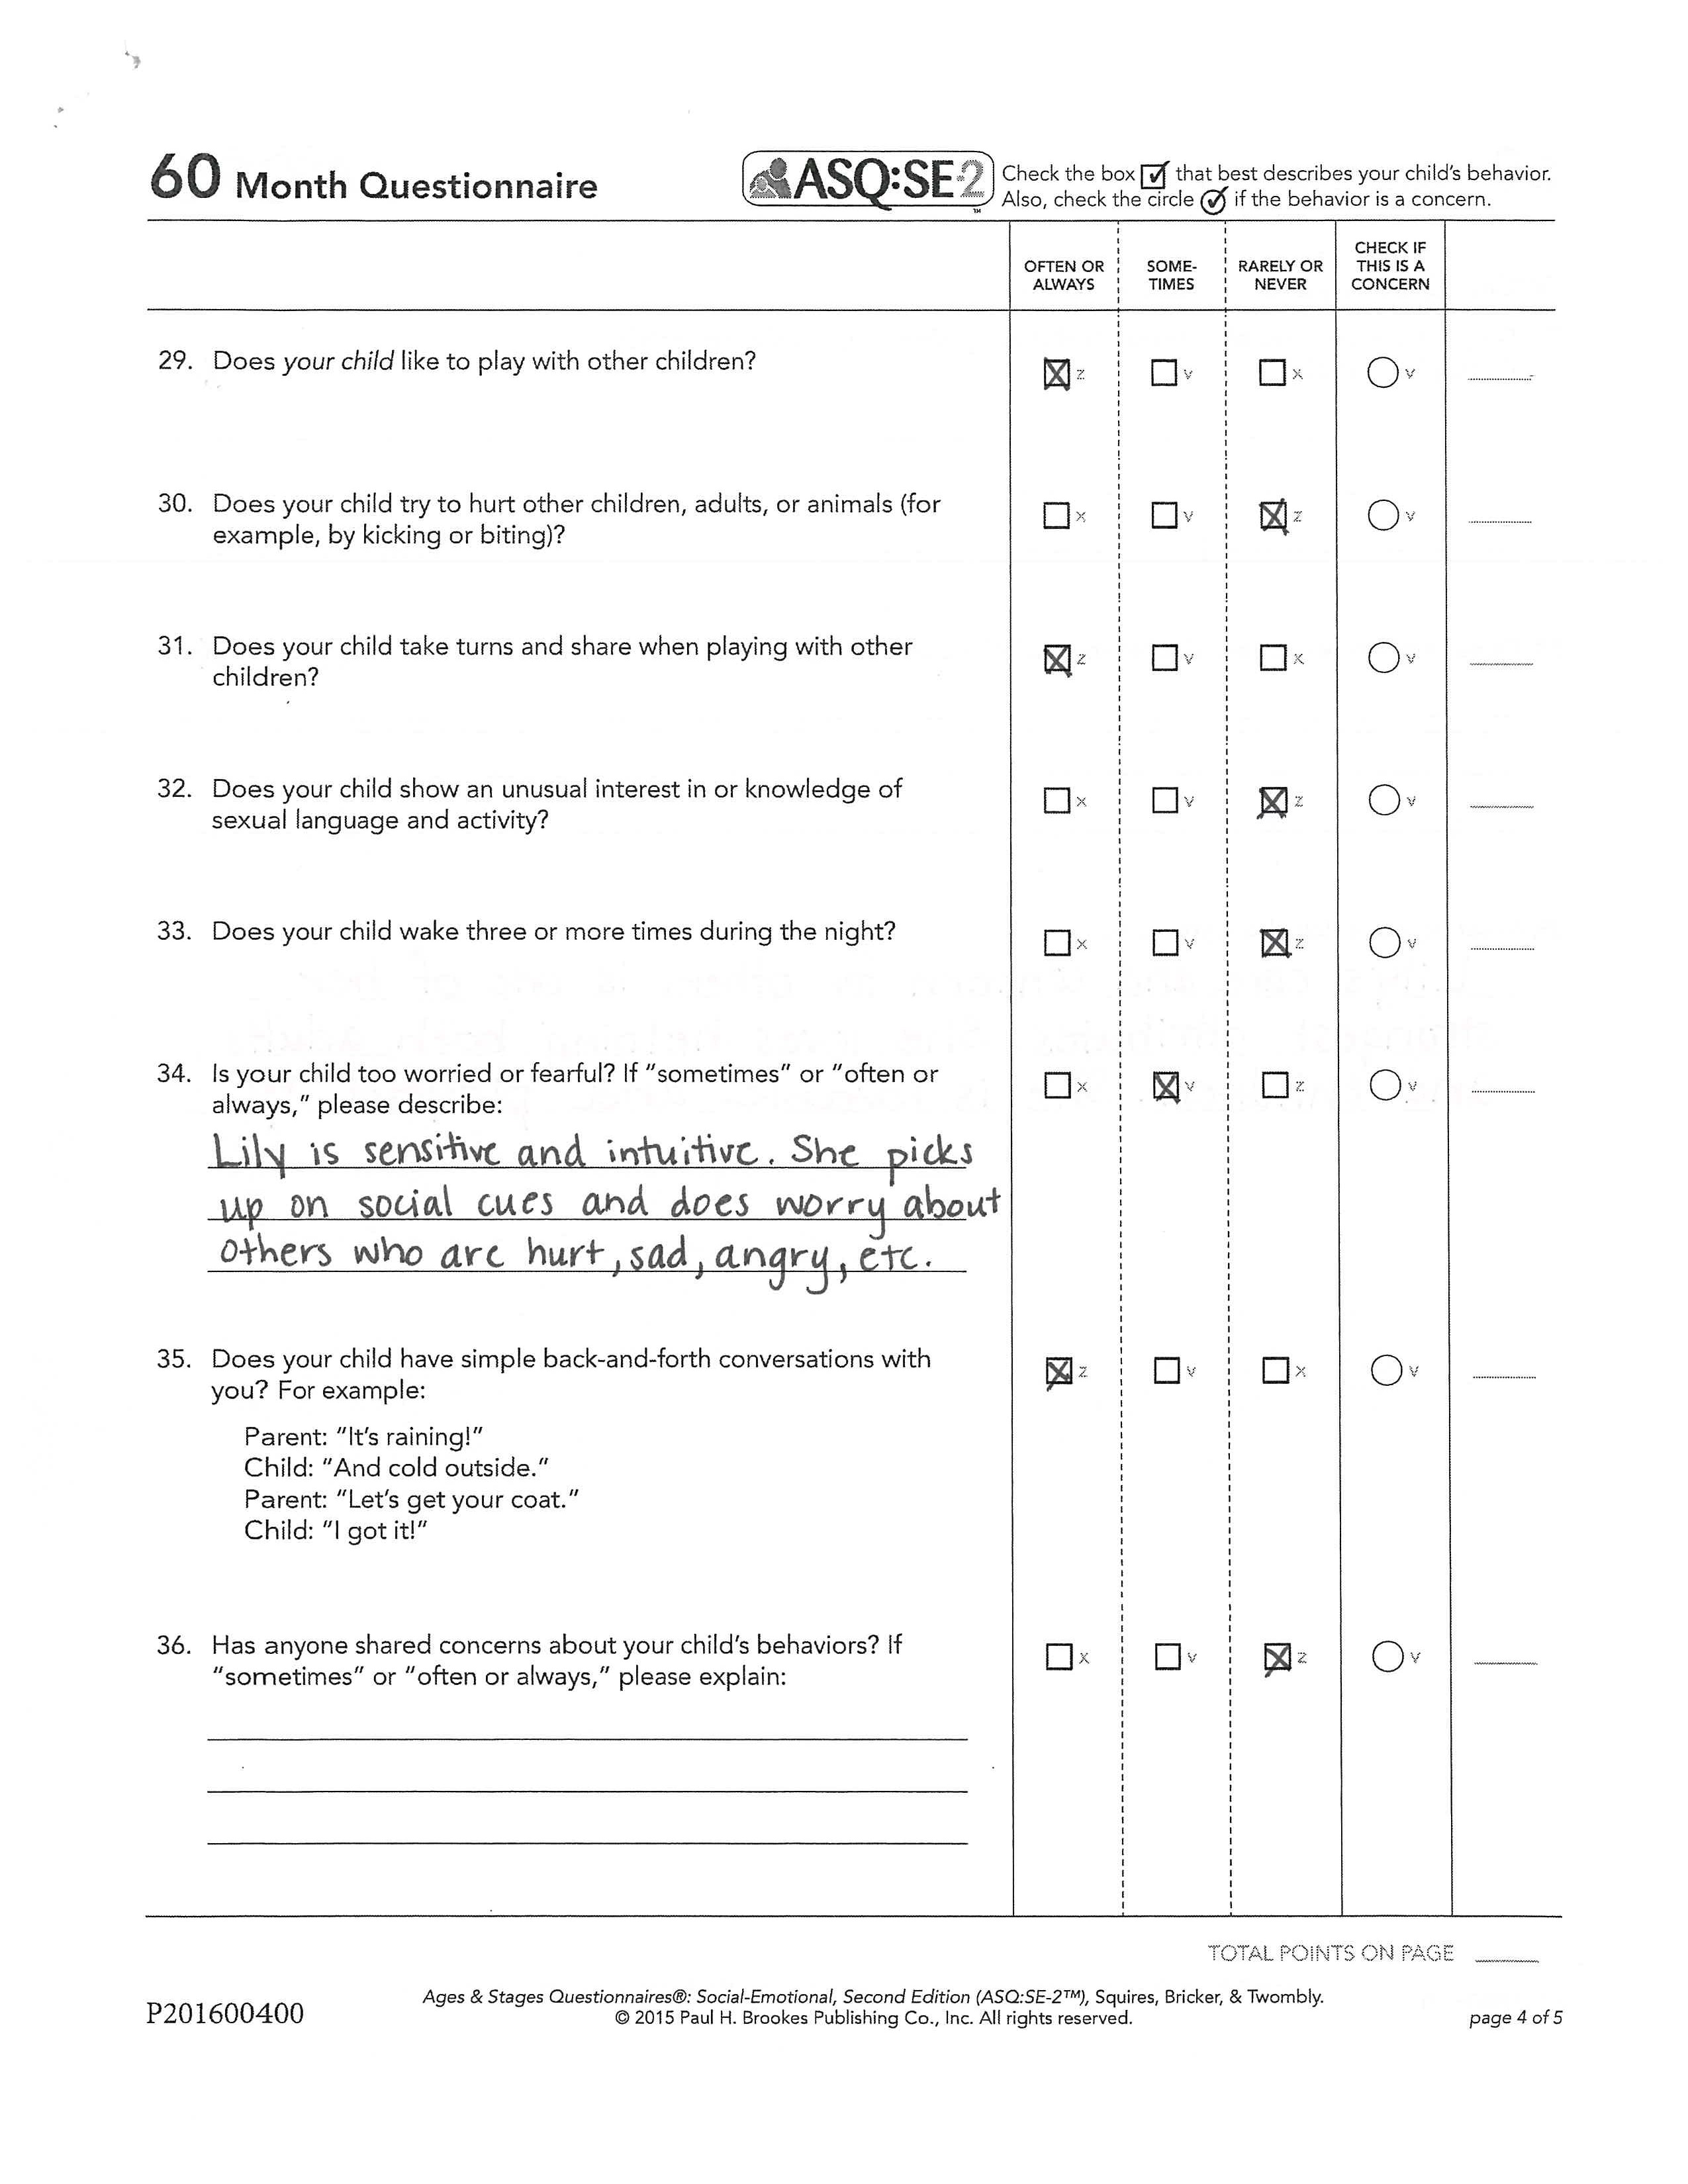 60 Month Questionnaire
ASQ:SE-2™
Check the box that best describes your child's behavior.
Also, check the circle if the behavior is a concern.
OFTEN OR ALWAYS
SOME-TIMES
RARELY OR NEVER
CHECK IF THIS IS A CONCERN
29. Does your child like to play with other children?
z v x v
30. Does your child try to hurt other children, adults, or animals (for
example, by kicking or biting)?
x v z v
31. Does your child take turns and share when playing with other
children?
z v x v
32. Does your child show an unusual interest in or knowledge of
sexual language and activity?
x v z v
33. Does your child wake three or more times during the night?
x v z v
34. Is your child too worried or fearful? If "sometimes" or "often or
always," please describe:
x v z v
Lily is sensitive and intuitive. She picks
up on social cues and does worry about
others who are hurt, sad, angry, etc.
35. Does your child have simple back-and-forth conversations with
you? For example:
z v x v
Parent: "It's raining!"
Child: "And cold outside."
Parent: "Let's get your coat."
Child: "I got it!"
36. Has anyone shared concerns about your child's behaviors? If
"sometimes" or "often or always," please explain:
x v z v
TOTAL POINTS ON PAGE
P201600400
Ages & Stages Questionnaires®: Social-Emotional, Second Edition (ASQ:SE-2™), Squires, Bricker, & Twombly.
© 2015 Paul H. Brookes Publishing Co., Inc. All rights reserved.
page 4 of 5